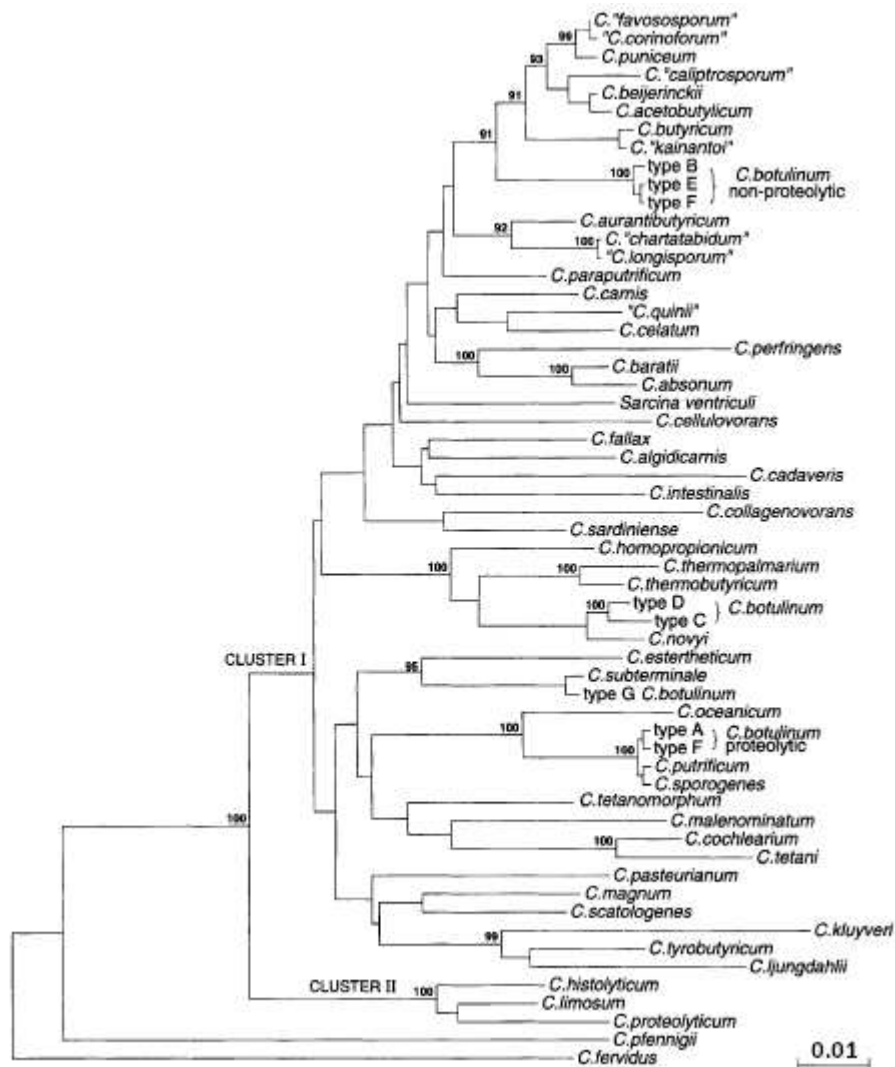 C."favososporum"
99
"C.corinoforum"
93
C.puniceum
C."caliptrosporum"
91
C.beijerinckii
C.acetobutylicum
91
C.butyricum
C."kainantoi"
100
type B
C.botulinum
type E
non-proteolytic
type F
C.aurantibutyricum
92
C."chartatabidum"
100
"C.longisporum"
C.paraputrificum
C.carnis
"C.quinii"
C.celatum
C.perfringens
100
C.baratii
100
C.absonum
Sarcina ventriculi
C.cellulovorans
C.fallax
C.algidicarnis
C.cadaveris
C.intestinalis
C.collagenovorans
C.sardiniense
C.homopropionicum
100
C.thermopalmarium
100
C.thermobutyricum
type D
100
C.botulinum
type C
C.novyi
CLUSTER I
C.estertheticum
95
C.subterminale
type G C.botulinum
C.oceanicum
100
type A
C.botulinum
type F
proteolytic
100
C.putrificum
C.sporogenes
C.tetanomorphum
C.malenominatum
100
C.cochlearium
100
C.tetani
C.pasteurianum
C.magnum
C.scatologenes
C.kluyveri
99
C.tyrobutyricum
C.ljungdahlii
CLUSTER II
C.histolyticum
100
C.limosum
C.proteolyticum
C.pfennigii
C.fervidus
0.01